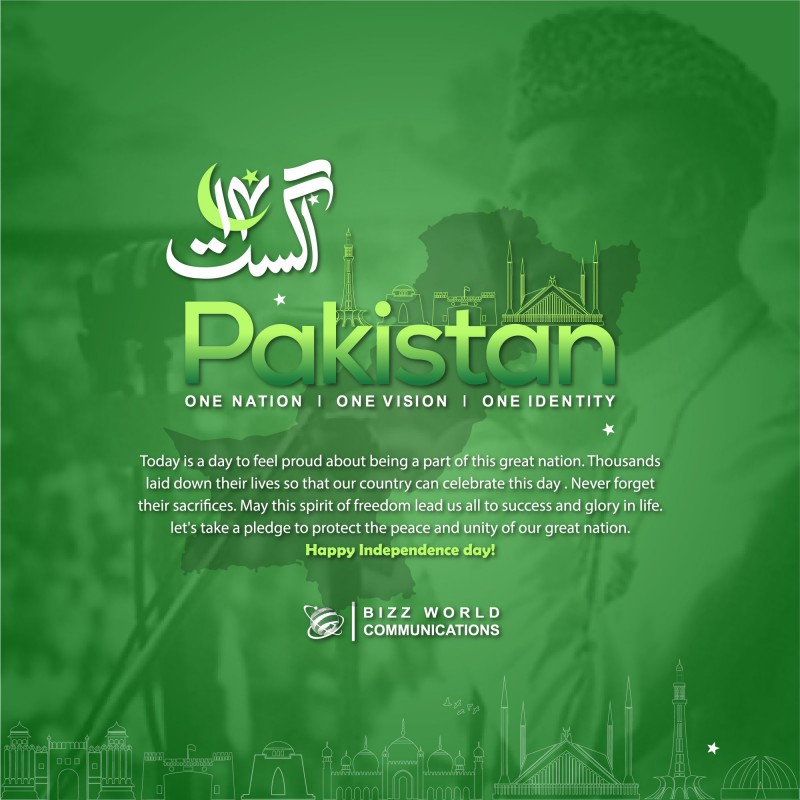 ۱۴ اگست
Pakistan
ONE NATION | ONE VISION | ONE IDENTITY
Today is a day to feel proud about being a part of this great nation. Thousands
laid down their lives so that our country can celebrate this day . Never forget
their sacrifices. May this spirit of freedom lead us all to success and glory in life.
let's take a pledge to protect the peace and unity of our great nation.
Happy Independence day!
BIZZ WORLD
COMMUNICATIONS